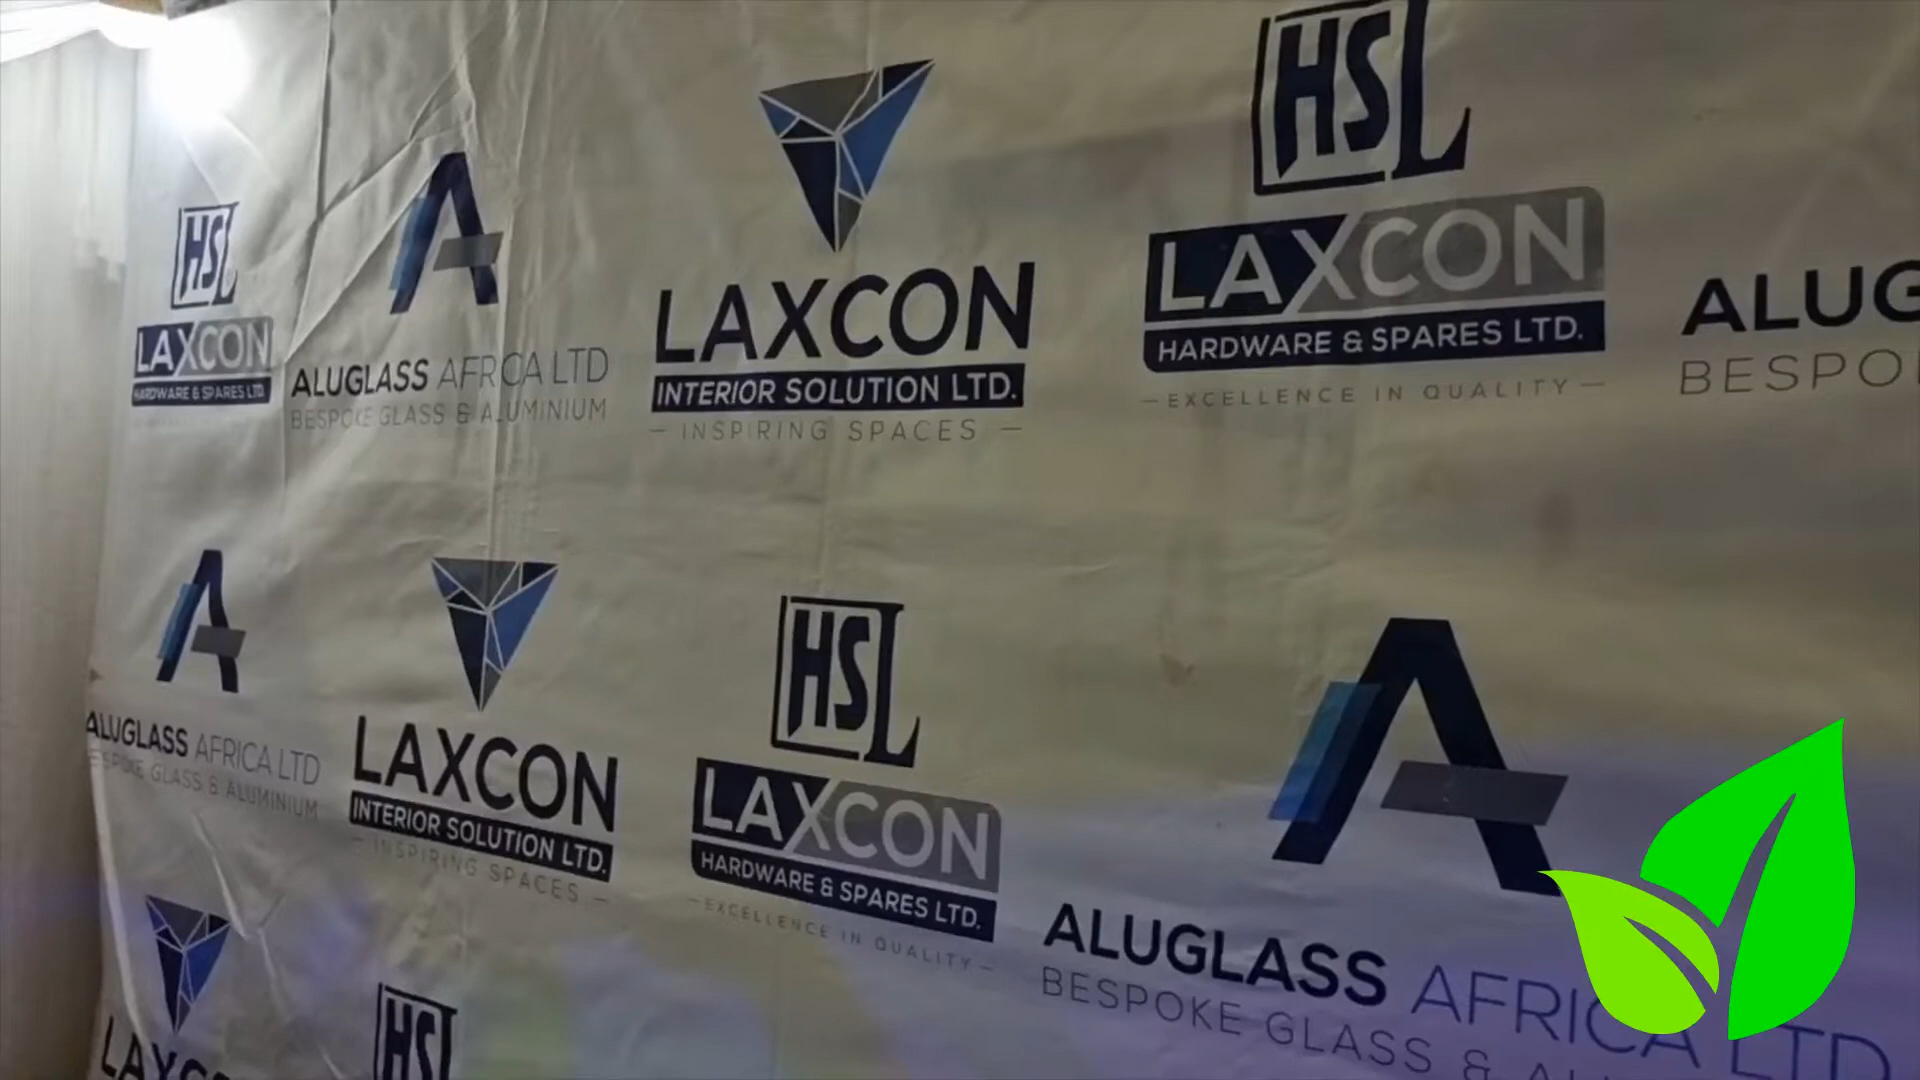 HSL
LAXCON
HARDWARE & SPARES LTD.
ALUGLASS AFRICA LTD
BESPOKE GLASS & ALUMINIUM
LAXCON
INTERIOR SOLUTION LTD.
— INSPIRING SPACES —
HSL
LAXCON
HARDWARE & SPARES LTD.
— EXCELLENCE IN QUALITY —
ALUG
BESPO
ALUGLASS AFRICA LTD
BESPOKE GLASS & ALUMINIUM
LAXCON
INTERIOR SOLUTION LTD.
— INSPIRING SPACES —
HSL
LAXCON
HARDWARE & SPARES LTD.
— EXCELLENCE IN QUALITY —
ALUGLASS AFRICA LTD
BESPOKE GLASS &
HSL